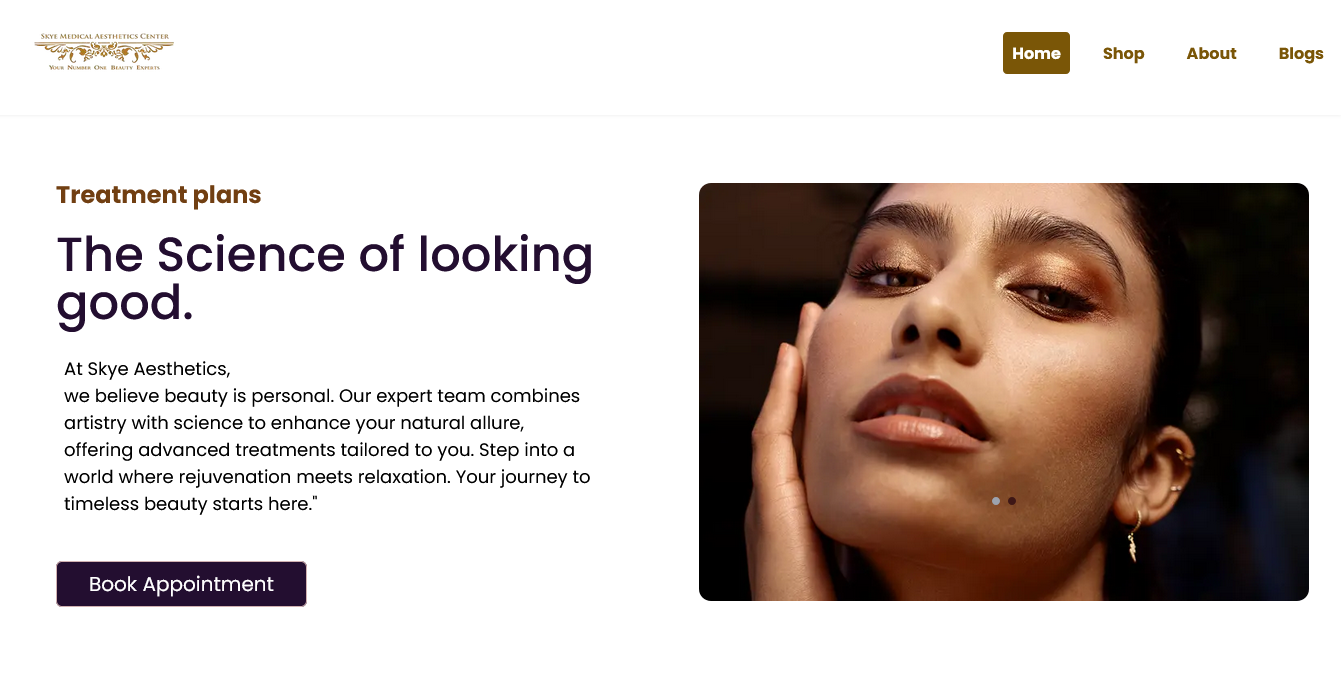 Skye Medical Aesthetics Center
Your Number One Beauty Experts
Home
Shop
About
Blogs
Treatment plans
The Science of looking
good.
At Skye Aesthetics,
we believe beauty is personal. Our expert team combines
artistry with science to enhance your natural allure,
offering advanced treatments tailored to you. Step into a
world where rejuvenation meets relaxation. Your journey to
timeless beauty starts here."
Book Appointment